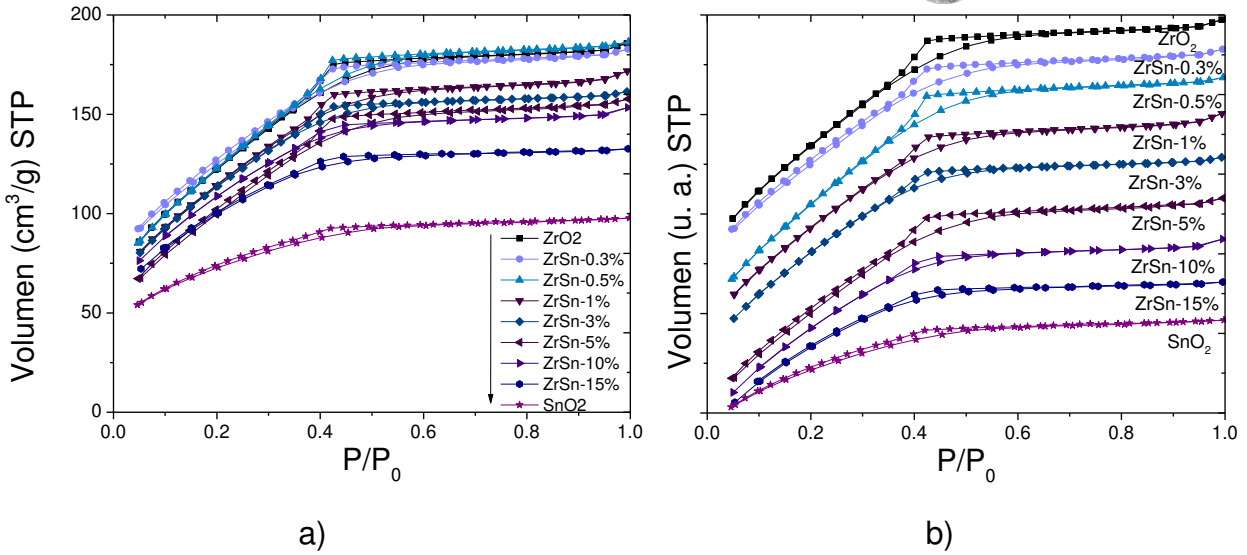 Volumen (cm³/g) STP
200
150
100
50
0
ZrO2
ZrSn-0.3%
ZrSn-0.5%
ZrSn-1%
ZrSn-3%
ZrSn-5%
ZrSn-10%
ZrSn-15%
SnO2
0.0 0.2 0.4 0.6 0.8 1.0
P/P₀
a)
Volumen (u. a.) STP
ZrO₂
ZrSn-0.3%
ZrSn-0.5%
ZrSn-1%
ZrSn-3%
ZrSn-5%
ZrSn-10%
ZrSn-15%
SnO₂
0.0 0.2 0.4 0.6 0.8 1.0
P/P₀
b)